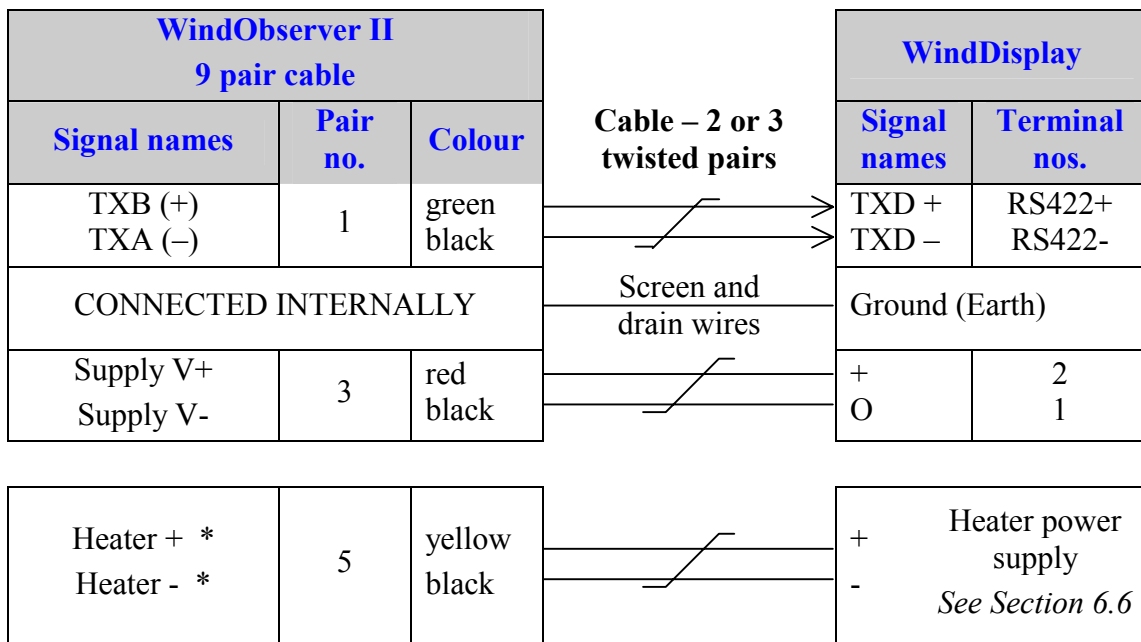 WindObserver II
9 pair cable
WindDisplay
Signal names
Pair
no.
Colour
Cable – 2 or 3
twisted pairs
Signal
names
Terminal
nos.
TXB (+)
TXA (–)
1
green
black
TXD +
TXD –
RS422+
RS422-
CONNECTED INTERNALLY
Screen and
drain wires
Ground (Earth)
Supply V+
Supply V-
3
red
black
+
O
2
1
Heater + *
Heater - *
5
yellow
black
+
-
Heater power
supply
See Section 6.6